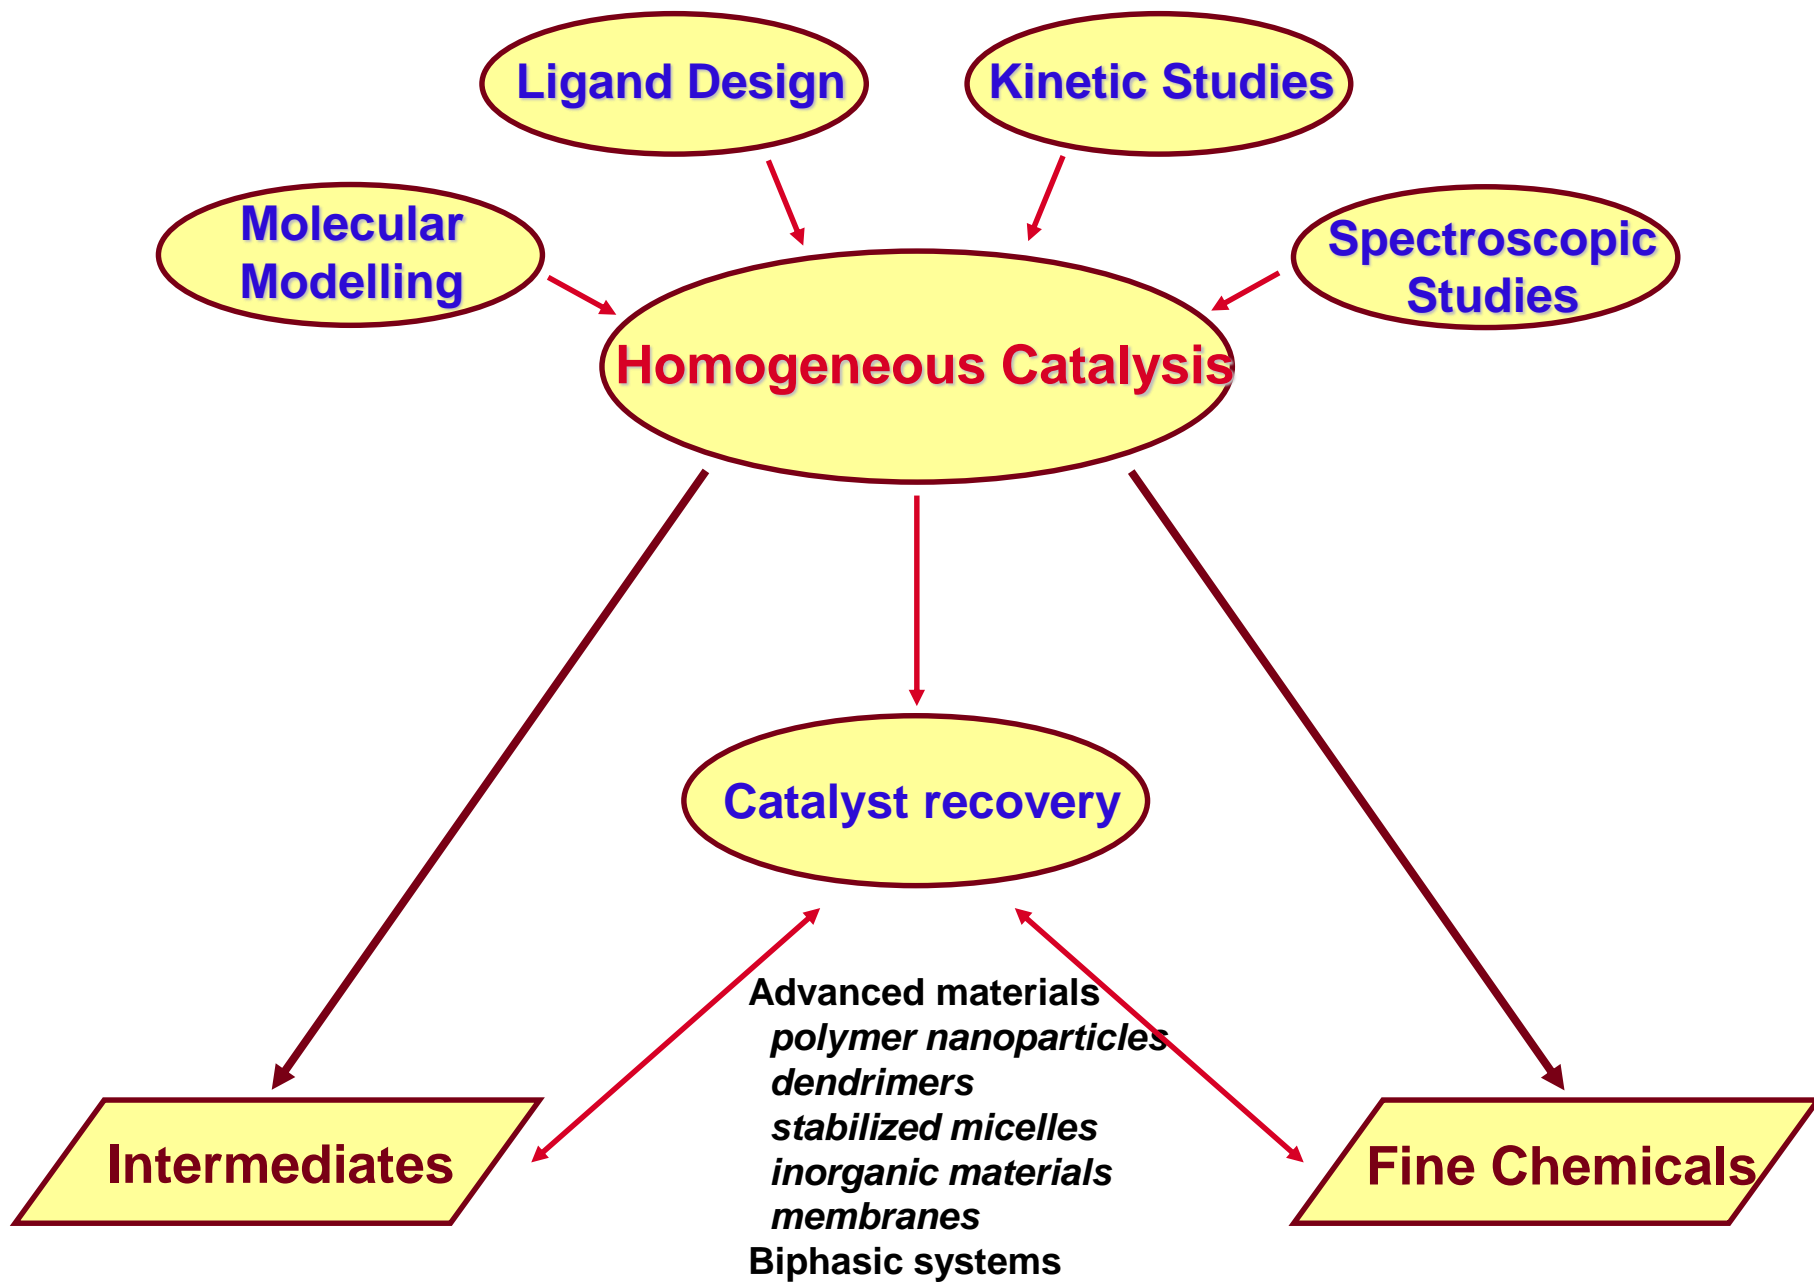 Ligand Design
Kinetic Studies
Molecular
Modelling
Spectroscopic
Studies
Homogeneous Catalysis
Catalyst recovery
Advanced materials
polymer nanoparticles
dendrimers
stabilized micelles
inorganic materials
membranes
Biphasic systems
Intermediates
Fine Chemicals